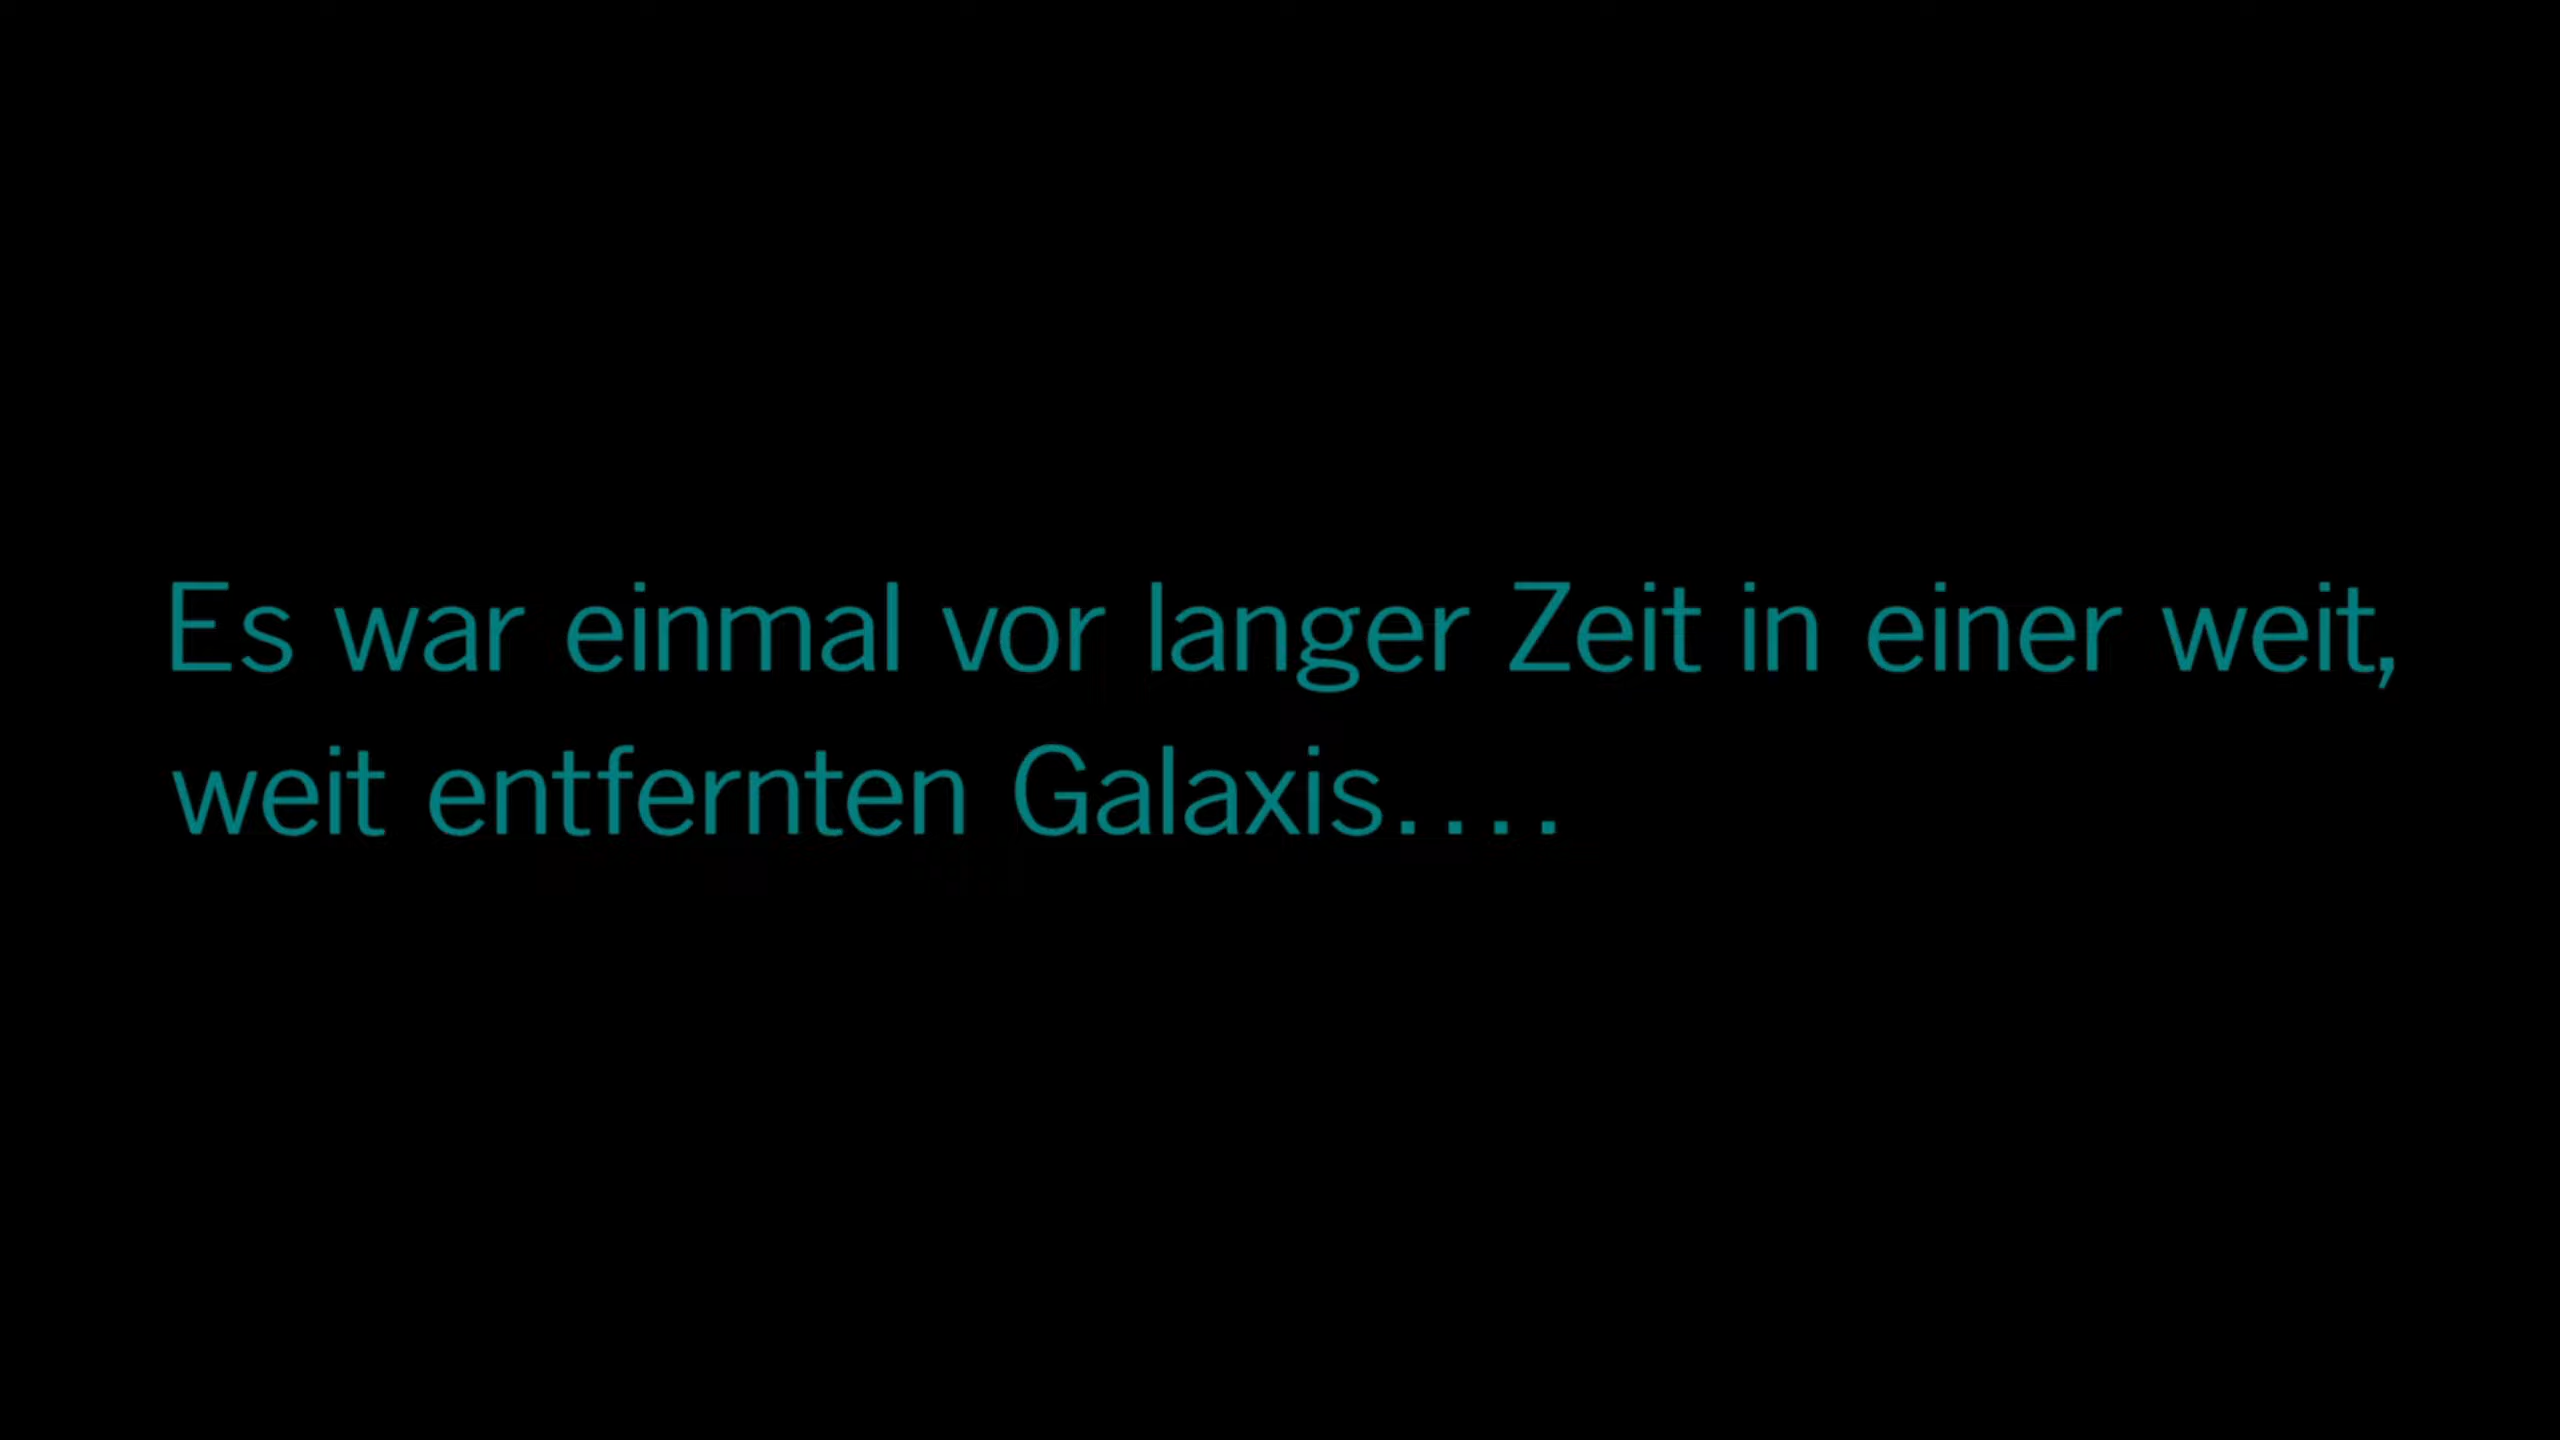 Es war einmal vor langer Zeit in einer weit,
weit entfernten Galaxis....